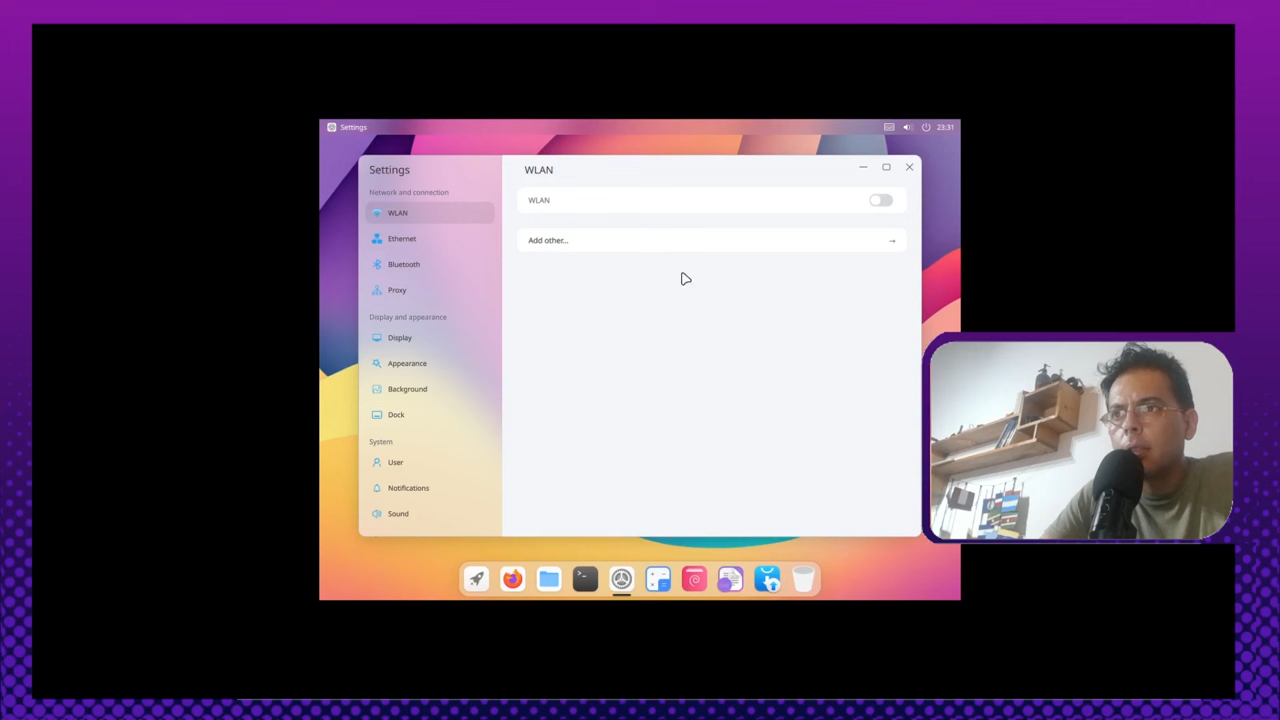 Settings
23:31
Settings
Network and connection
WLAN
Ethernet
Bluetooth
Proxy
Display and appearance
Display
Appearance
Background
Dock
System
User
Notifications
Sound
WLAN
WLAN
Add other...
→